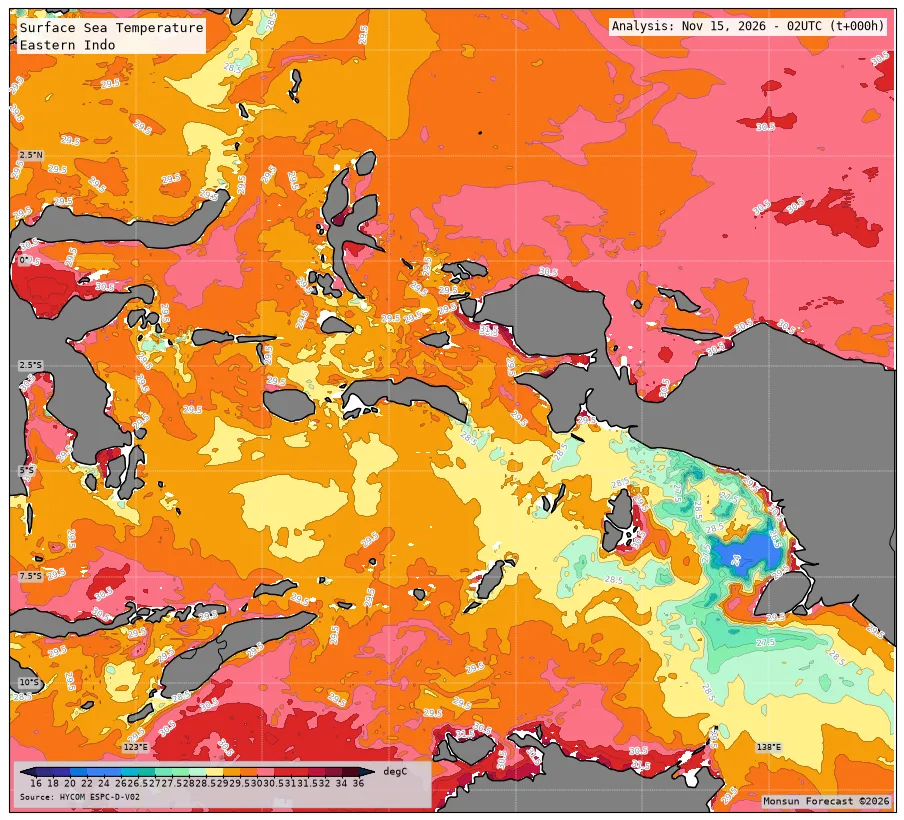 Surface Sea Temperature
Eastern Indo
Analysis: Nov 15, 2026 - 02UTC (t+000h)
2.5°N
0°
2.5°S
5°S
7.5°S
10°S
123°E
138°E
degC
16 18 20 22 24 26 26.5 27 27.5 28 28.5 29 29.5 30 30.5 31 31.5 32 33 34 36
Source: HYCOM ESPC-D-V02
Monsun Forecast ©2026